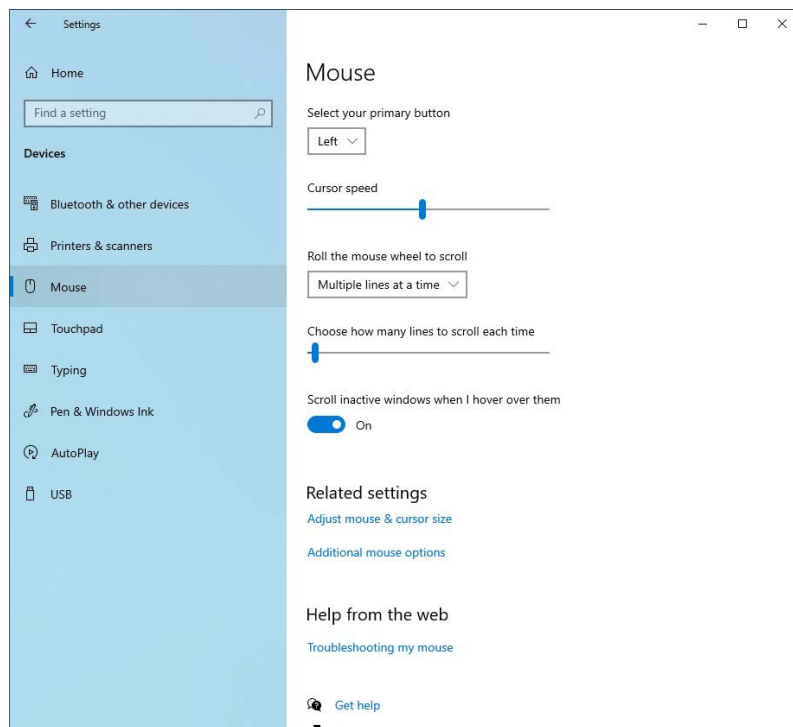 Settings
Home
Find a setting
Devices
Bluetooth & other devices
Printers & scanners
Mouse
Touchpad
Typing
Pen & Windows Ink
AutoPlay
USB
Mouse
Select your primary button
Left
Cursor speed
Roll the mouse wheel to scroll
Multiple lines at a time
Choose how many lines to scroll each time
Scroll inactive windows when I hover over them
On
Related settings
Adjust mouse & cursor size
Additional mouse options
Help from the web
Troubleshooting my mouse
Get help